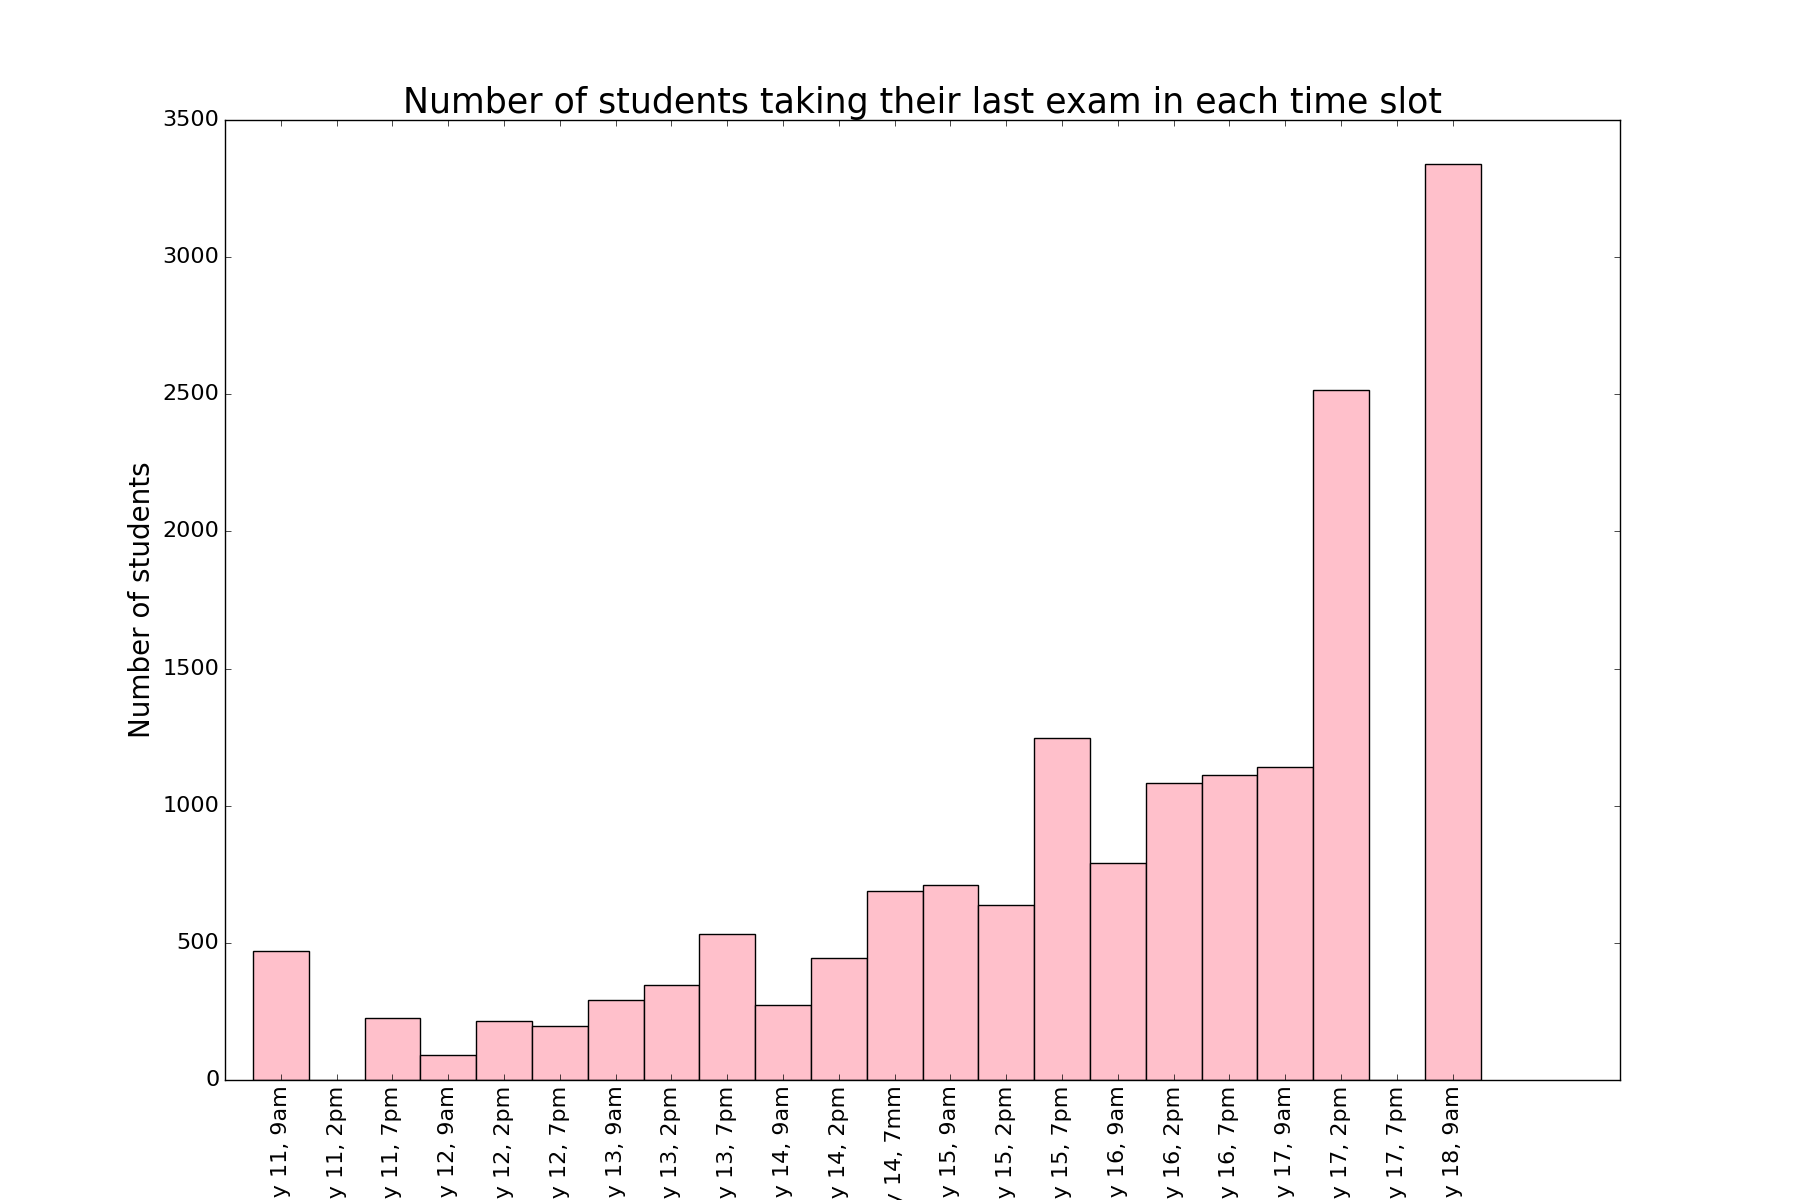 Number of students taking their last exam in each time slot
Number of students
3500
3000
2500
2000
1500
1000
500
0
y 11, 9am
y 11, 2pm
y 11, 7pm
y 12, 9am
y 12, 2pm
y 12, 7pm
y 13, 9am
y 13, 2pm
y 13, 7pm
y 14, 9am
y 14, 2pm
y 14, 7mm
y 15, 9am
y 15, 2pm
y 15, 7pm
y 16, 9am
y 16, 2pm
y 16, 7pm
y 17, 9am
y 17, 2pm
y 17, 7pm
y 18, 9am